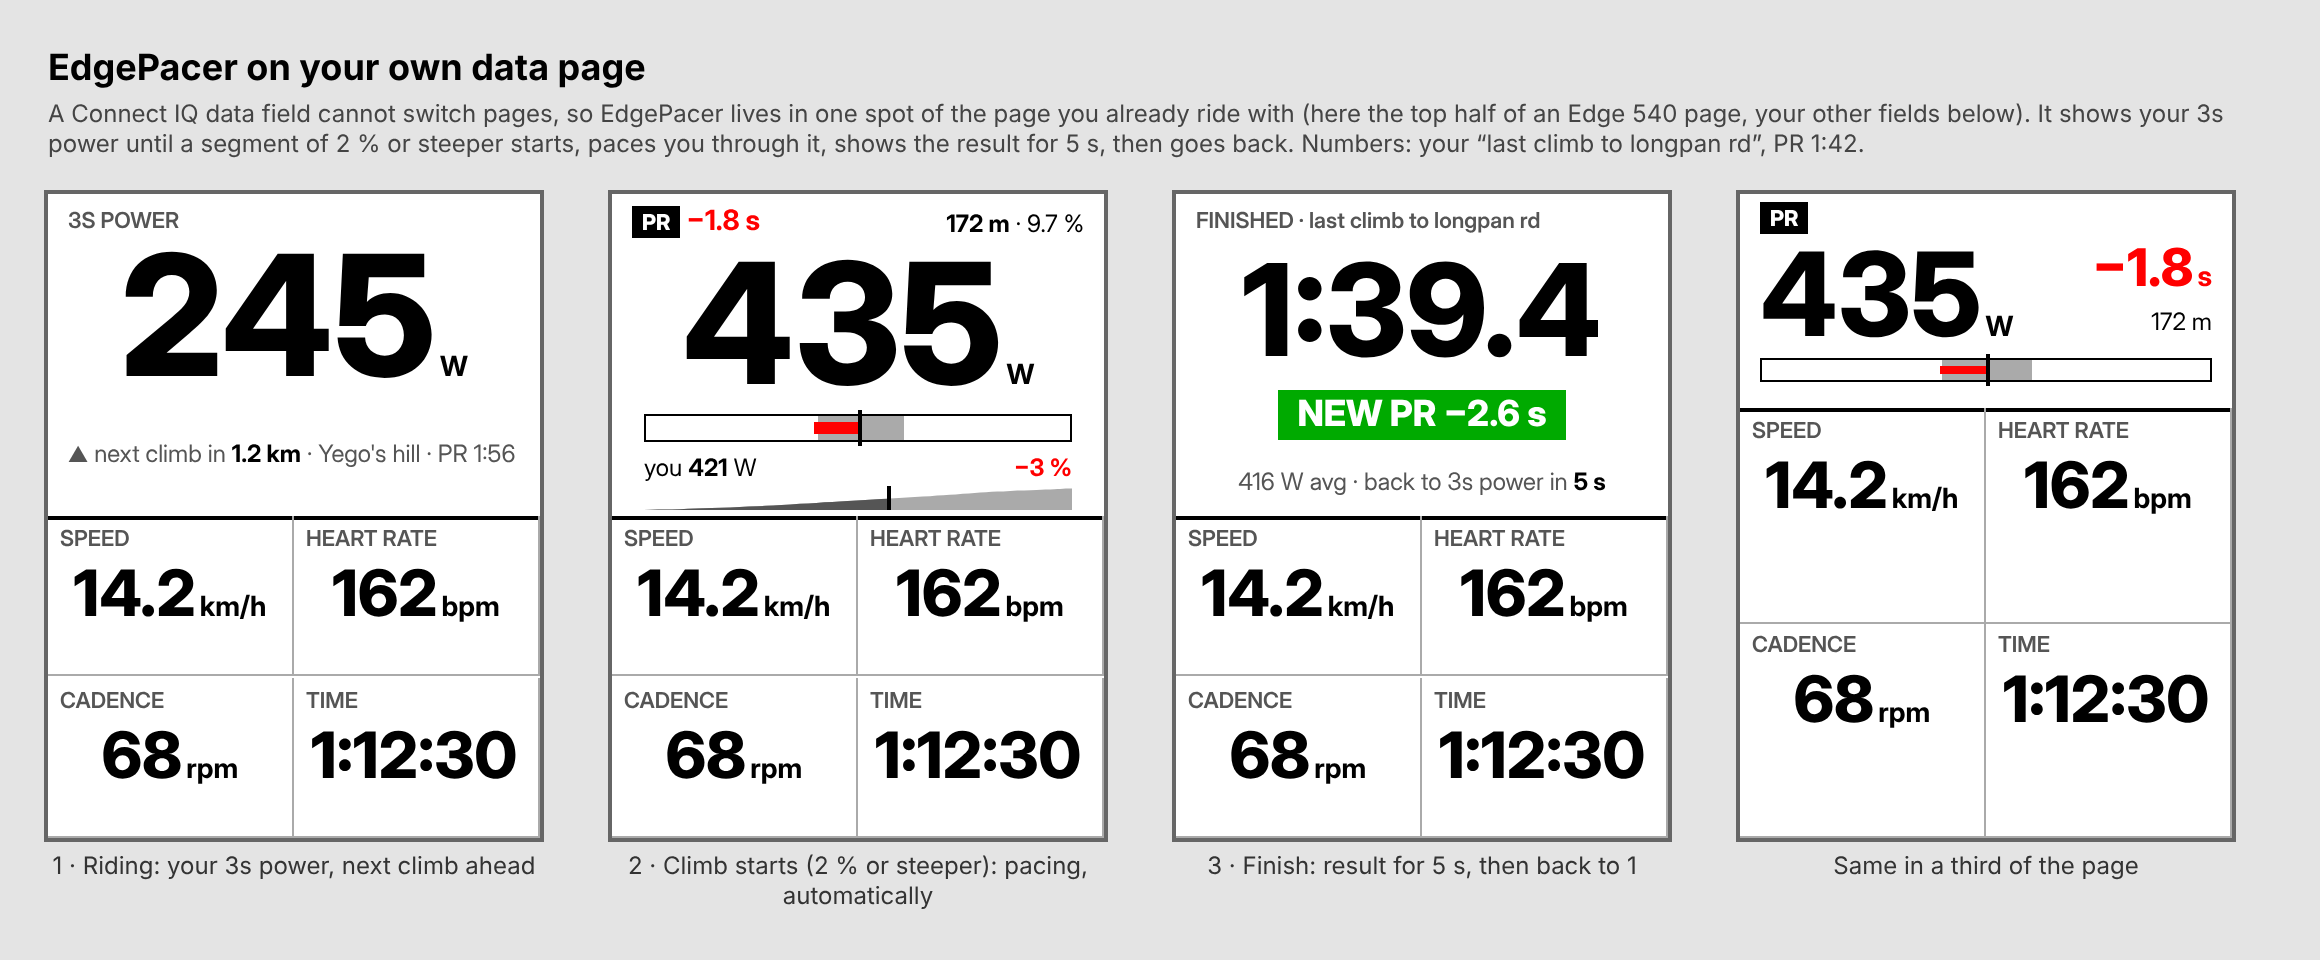 EdgePacer on your own data page
A Connect IQ data field cannot switch pages, so EdgePacer lives in one spot of the page you already ride with (here the top half of an Edge 540 page, your other fields below). It shows your 3s
power until a segment of 2 % or steeper starts, paces you through it, shows the result for 5 s, then goes back. Numbers: your “last climb to longpan rd”, PR 1:42.
3S POWER
245 W
▲ next climb in 1.2 km · Yego's hill · PR 1:56
SPEED
14.2 km/h
HEART RATE
162 bpm
CADENCE
68 rpm
TIME
1:12:30
1 · Riding: your 3s power, next climb ahead
PR −1.8 s
172 m · 9.7 %
435 W
you 421 W
−3 %
SPEED
14.2 km/h
HEART RATE
162 bpm
CADENCE
68 rpm
TIME
1:12:30
2 · Climb starts (2 % or steeper): pacing,
automatically
FINISHED · last climb to longpan rd
1:39.4
NEW PR −2.6 s
416 W avg · back to 3s power in 5 s
SPEED
14.2 km/h
HEART RATE
162 bpm
CADENCE
68 rpm
TIME
1:12:30
3 · Finish: result for 5 s, then back to 1
PR
435 W
−1.8 s
172 m
SPEED
14.2 km/h
HEART RATE
162 bpm
CADENCE
68 rpm
TIME
1:12:30
Same in a third of the page